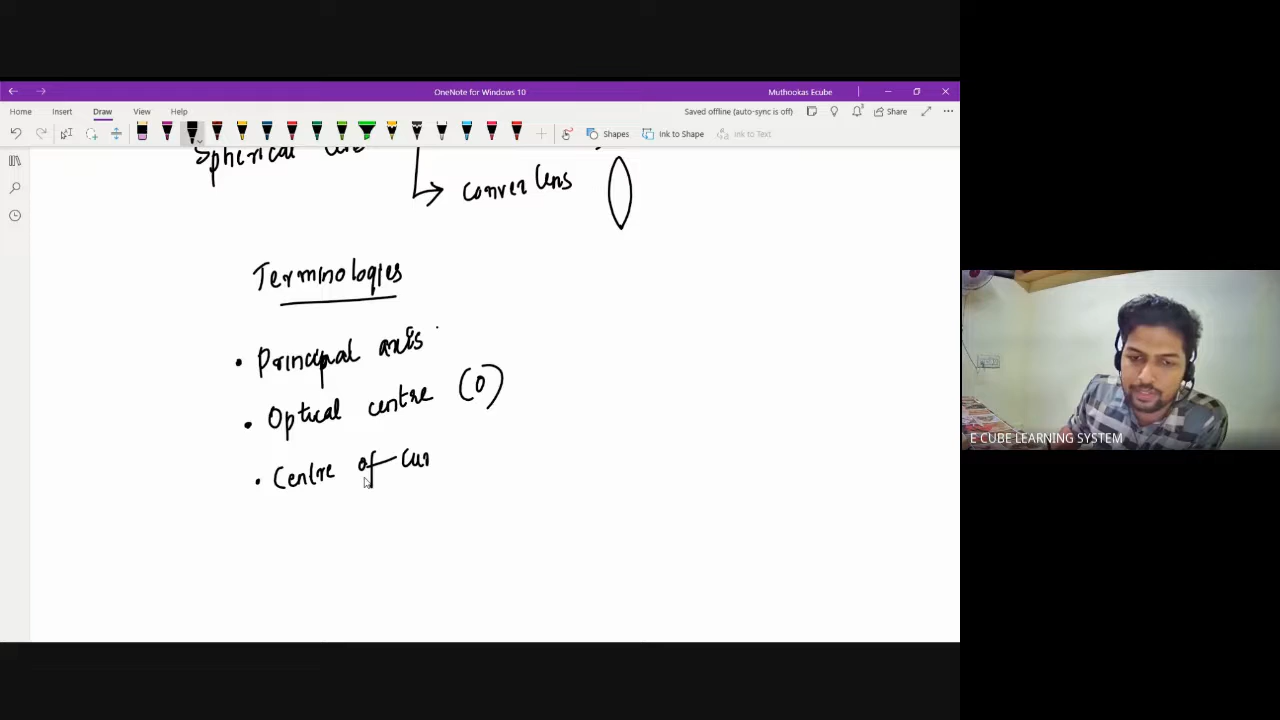 OneNote for Windows 10
Muthookas Ecube
Home Insert Draw View Help
Saved offline (auto-sync is off)
Share
Shapes
Ink to Shape
Ink to Text
Spherical
convex lens
Terminologies
• Principal axis
• Optical centre (O)
• Centre of cur
E CUBE LEARNING SYSTEM